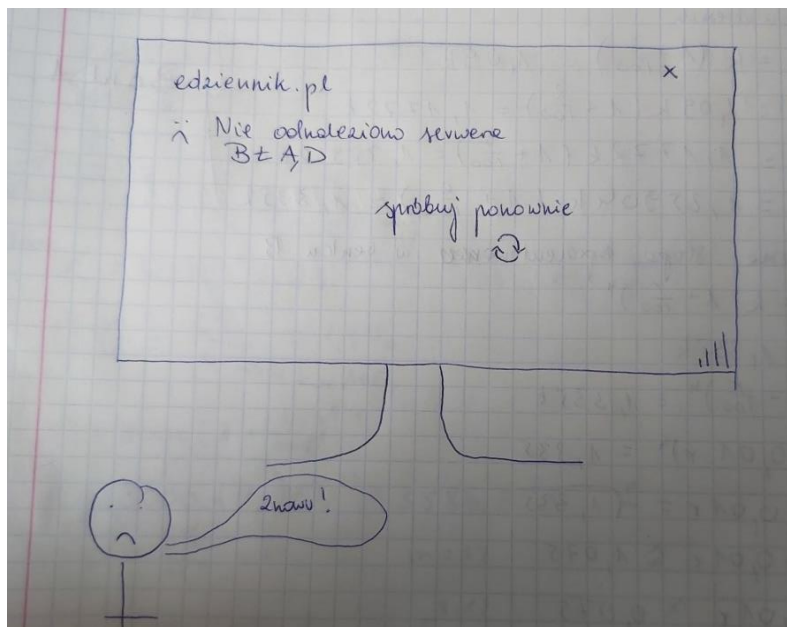 edziennik.pl
x
Nie odnaleziono serwera
BŁĄD
spróbuj ponownie
Znowu!